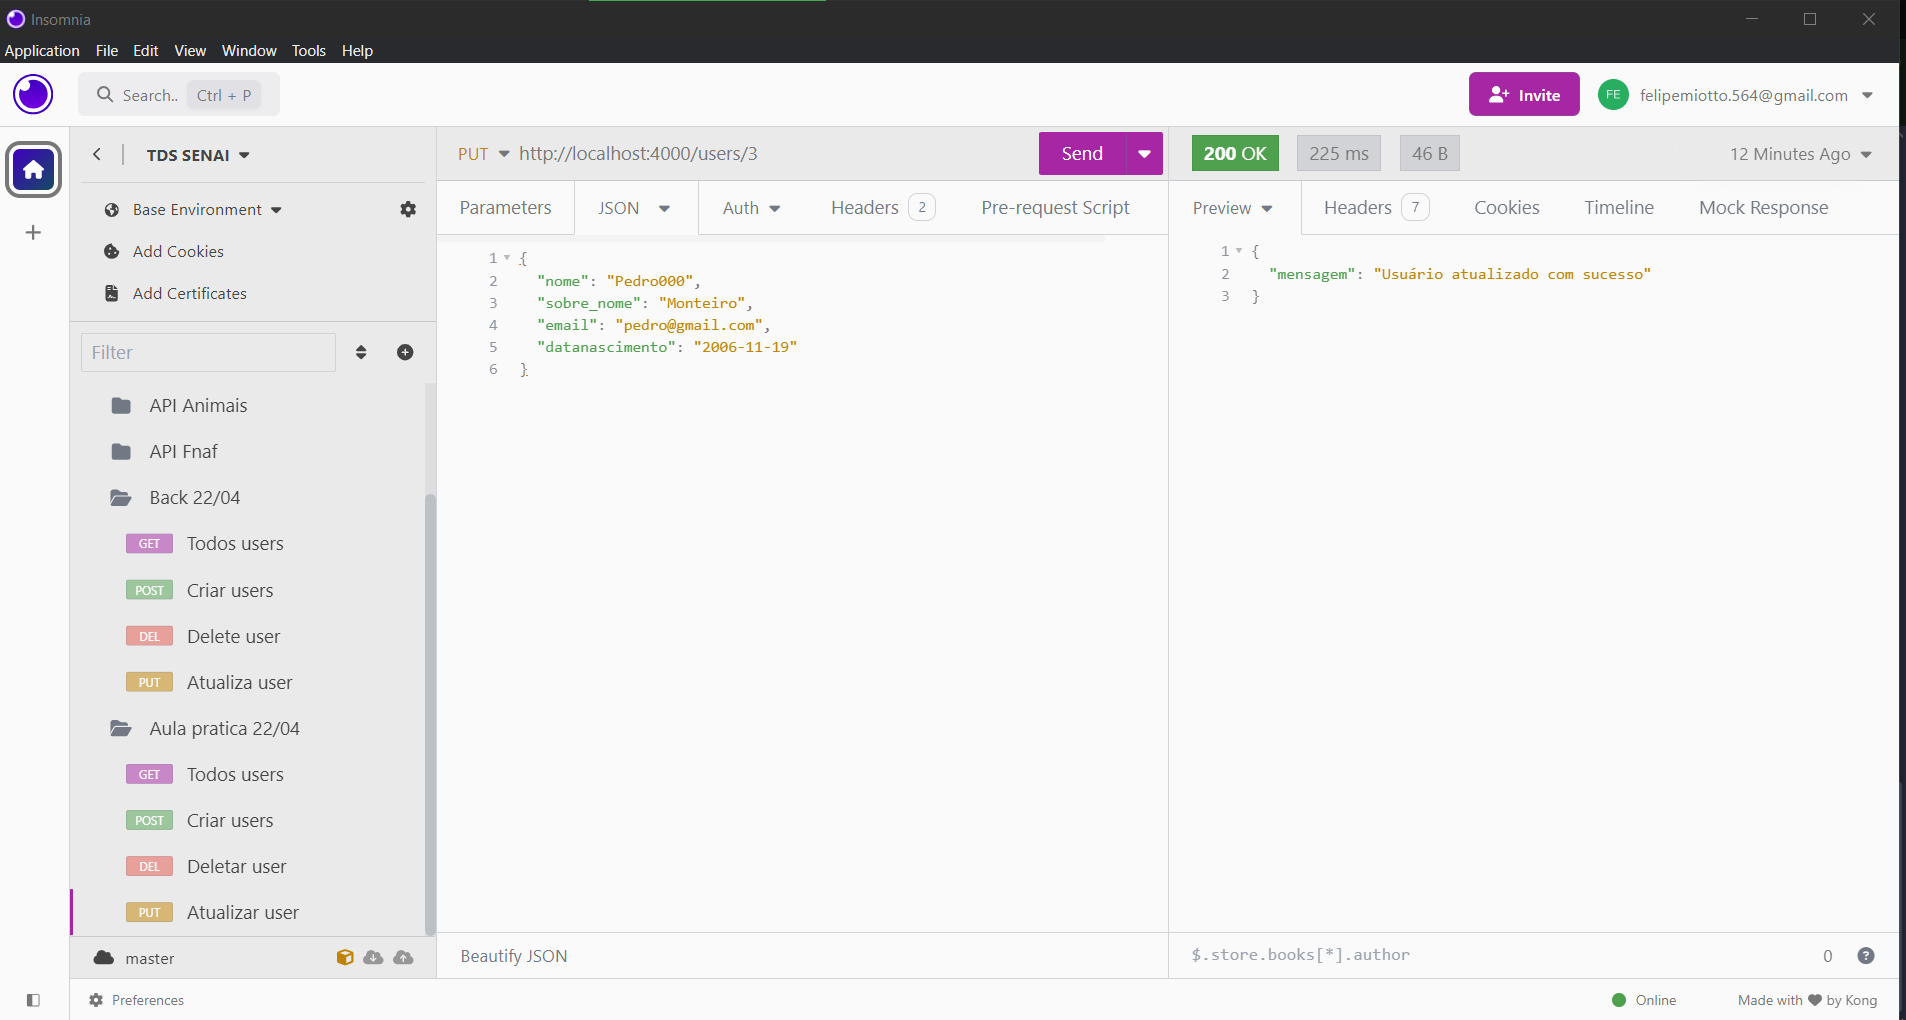 Insomnia
Application File Edit View Window Tools Help
Search.. Ctrl + P
Invite
FE felipemiotto.564@gmail.com
TDS SENAI
Base Environment
Add Cookies
Add Certificates
Filter
API Animais
API Fnaf
Back 22/04
GET Todos users
POST Criar users
DEL Delete user
PUT Atualiza user
Aula pratica 22/04
GET Todos users
POST Criar users
DEL Deletar user
PUT Atualizar user
master
PUT http://localhost:4000/users/3 Send
Parameters JSON Auth Headers 2 Pre-request Script
1 {
2 "nome": "Pedro000",
3 "sobre_nome": "Monteiro",
4 "email": "pedro@gmail.com",
5 "datanascimento": "2006-11-19"
6 }
Beautify JSON
200 OK 225 ms 46 B 12 Minutes Ago
Preview Headers 7 Cookies Timeline Mock Response
1 {
2 "mensagem": "Usuário atualizado com sucesso"
3 }
$.store.books[*].author 0 ?
Preferences
Online Made with ❤ by Kong